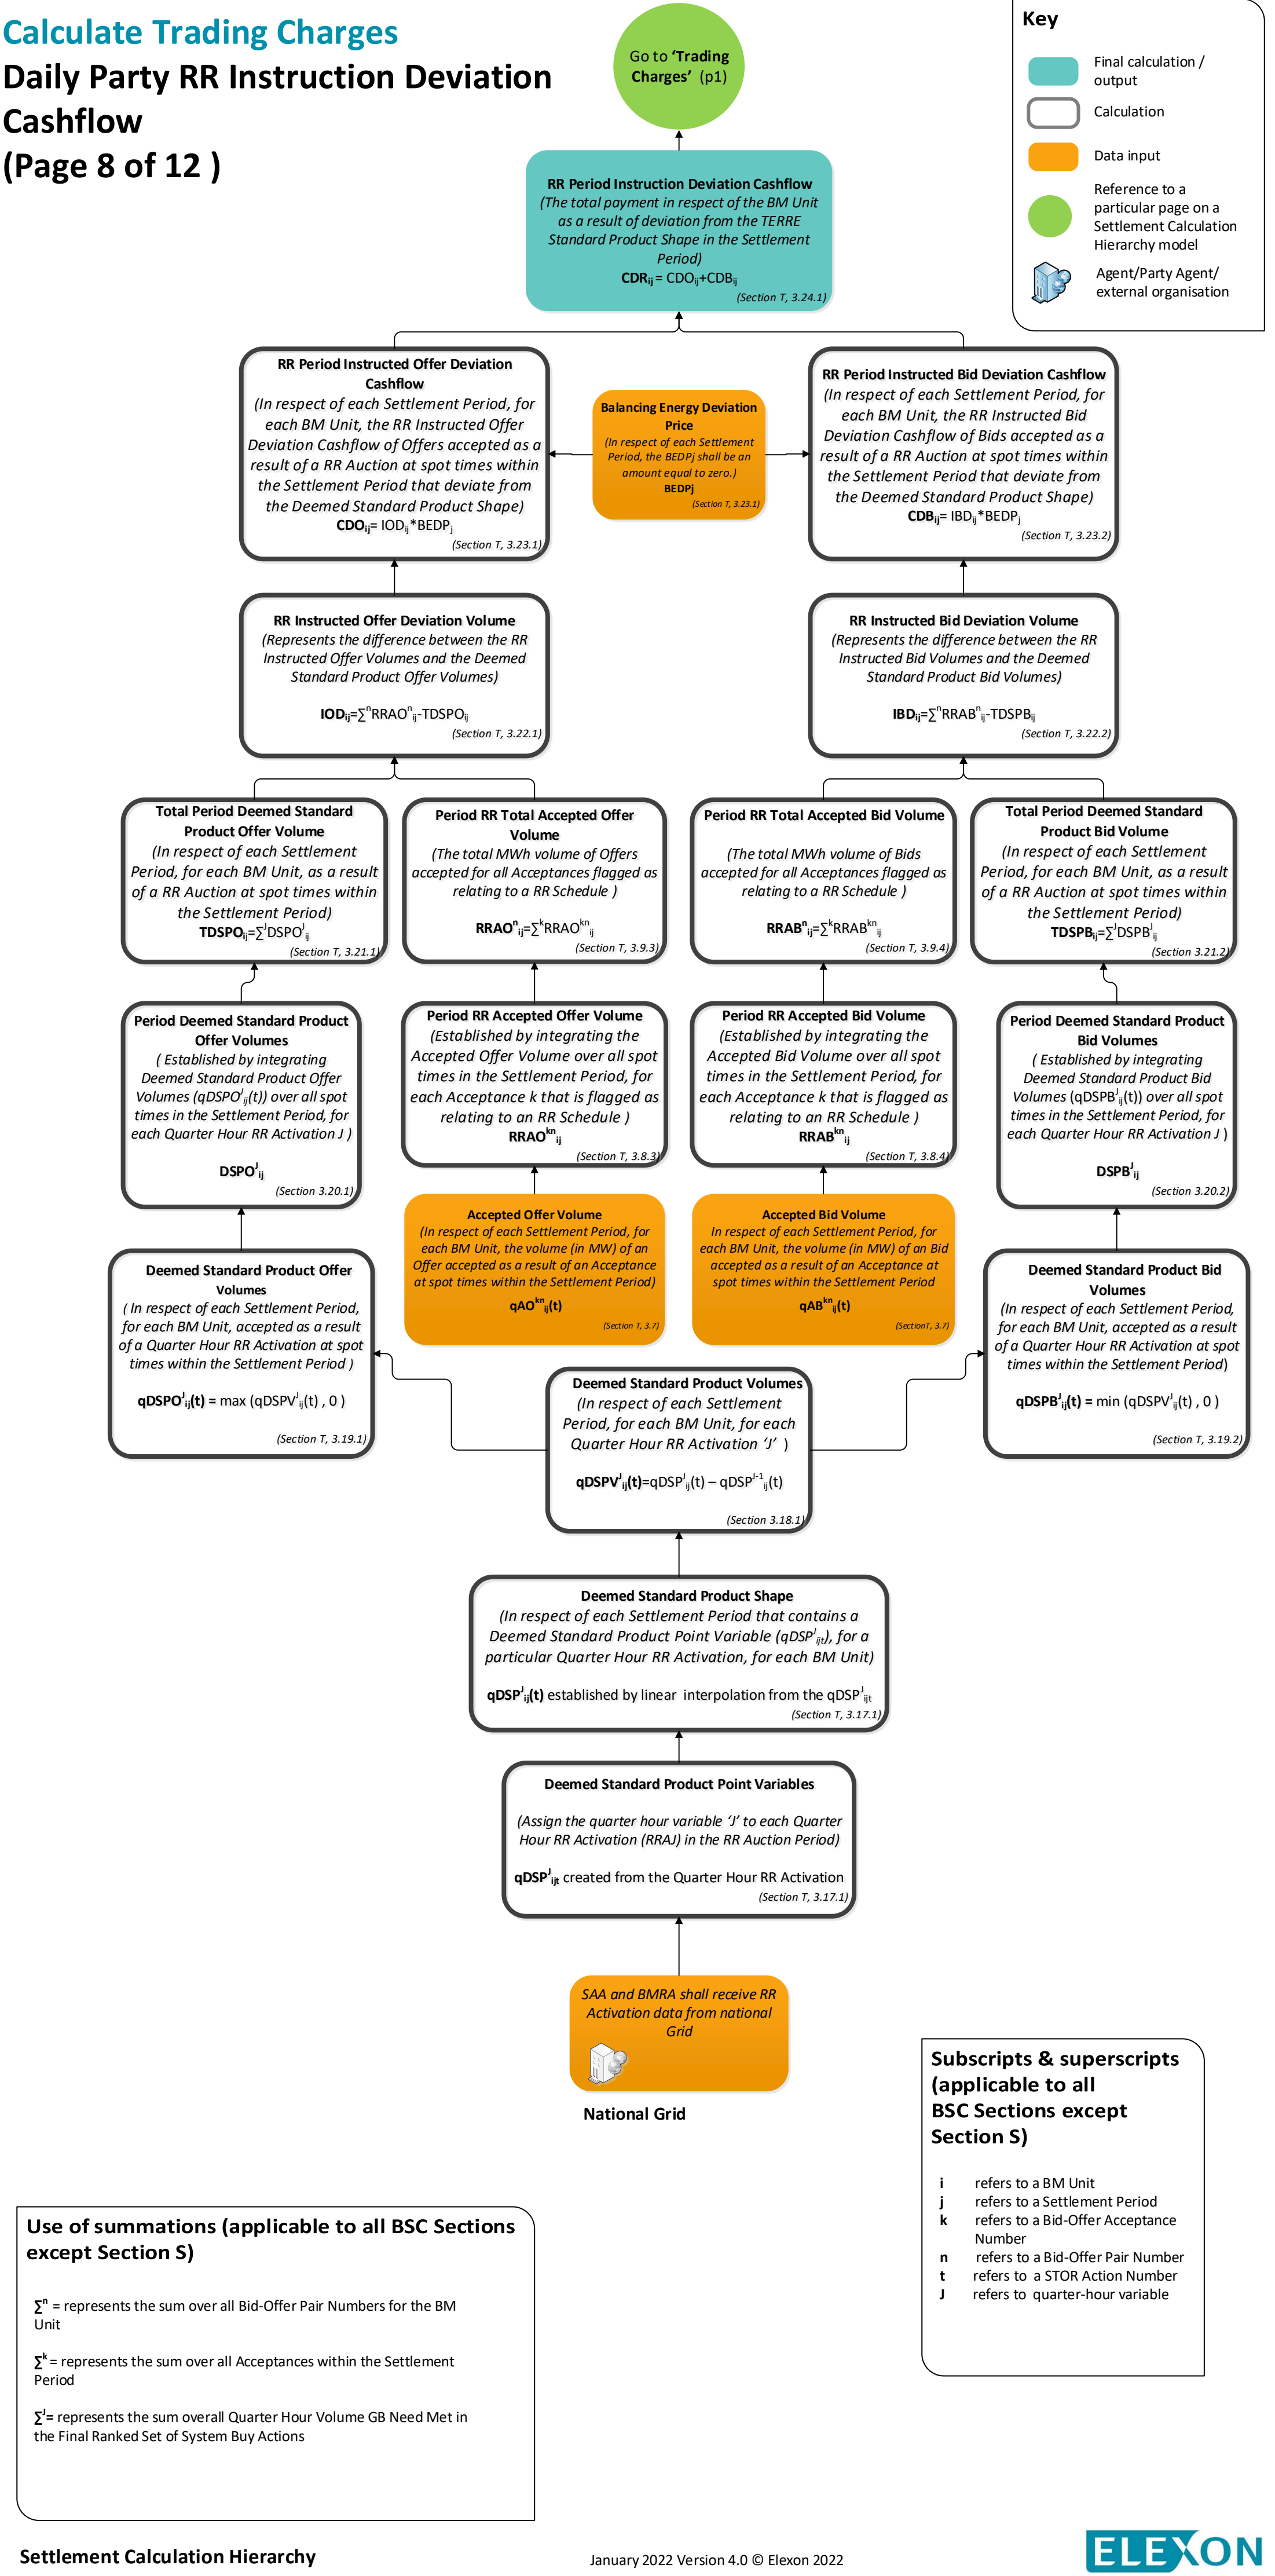 Calculate Trading Charges
Daily Party RR Instruction Deviation
Cashflow
(Page 8 of 12 )
Go to ‘Trading
Charges’ (p1)
Key
Final calculation /
output
Calculation
Data input
Reference to a
particular page on a
Settlement Calculation
Hierarchy model
Agent/Party Agent/
external organisation
RR Period Instruction Deviation Cashflow
(The total payment in respect of the BM Unit
as a result of deviation from the TERRE
Standard Product Shape in the Settlement
Period)
CDRij = CDOij+CDBij
(Section T, 3.24.1)
RR Period Instructed Offer Deviation
Cashflow
(In respect of each Settlement Period, for
each BM Unit, the RR Instructed Offer
Deviation Cashflow of Offers accepted as a
result of a RR Auction at spot times within
the Settlement Period that deviate from
the Deemed Standard Product Shape)
CDOij= IODij*BEDPj
(Section T, 3.23.1)
Balancing Energy Deviation
Price
(In respect of each Settlement
Period, the BEDPj shall be an
amount equal to zero.)
BEDPj
(Section T, 3.23.1)
RR Period Instructed Bid Deviation Cashflow
(In respect of each Settlement Period, for
each BM Unit, the RR Instructed Bid
Deviation Cashflow of Bids accepted as a
result of a RR Auction at spot times within
the Settlement Period that deviate from
the Deemed Standard Product Shape)
CDBij= IBDij*BEDPj
(Section T, 3.23.2)
RR Instructed Offer Deviation Volume
(Represents the difference between the RR
Instructed Offer Volumes and the Deemed
Standard Product Offer Volumes)
IODij=∑ⁿRRAOⁿij-TDSPOij
(Section T, 3.22.1)
RR Instructed Bid Deviation Volume
(Represents the difference between the RR
Instructed Bid Volumes and the Deemed
Standard Product Bid Volumes)
IBDij=∑ⁿRRABⁿij-TDSPBij
(Section T, 3.22.2)
Total Period Deemed Standard
Product Offer Volume
(In respect of each Settlement
Period, for each BM Unit, as a result
of a RR Auction at spot times within
the Settlement Period)
TDSPOij=∑ᴶDSPOᴶij
(Section T, 3.21.1)
Period RR Total Accepted Offer
Volume
(The total MWh volume of Offers
accepted for all Acceptances flagged as
relating to a RR Schedule )
RRAOⁿij=∑ᵏRRAOᵏⁿij
(Section T, 3.9.3)
Period RR Total Accepted Bid Volume
(The total MWh volume of Bids
accepted for all Acceptances flagged as
relating to a RR Schedule )
RRABⁿij=∑ᵏRRABᵏⁿij
(Section T, 3.9.4)
Total Period Deemed Standard
Product Bid Volume
(In respect of each Settlement
Period, for each BM Unit, as a result
of a RR Auction at spot times within
the Settlement Period)
TDSPBij=∑ᴶDSPBᴶij
(Section 3.21.2)
Period Deemed Standard Product
Offer Volumes
( Established by integrating
Deemed Standard Product Offer
Volumes (qDSPOᴶij(t)) over all spot
times in the Settlement Period, for
each Quarter Hour RR Activation J )
DSPOᴶij
(Section 3.20.1)
Period RR Accepted Offer Volume
(Established by integrating the
Accepted Offer Volume over all spot
times in the Settlement Period, for
each Acceptance k that is flagged as
relating to an RR Schedule )
RRAOᵏⁿij
(Section T, 3.8.3)
Period RR Accepted Bid Volume
(Established by integrating the
Accepted Bid Volume over all spot
times in the Settlement Period, for
each Acceptance k that is flagged as
relating to an RR Schedule )
RRABᵏⁿij
(Section T, 3.8.4)
Period Deemed Standard Product
Bid Volumes
( Established by integrating
Deemed Standard Product Bid
Volumes (qDSPBᴶij(t)) over all spot
times in the Settlement Period, for
each Quarter Hour RR Activation J )
DSPBᴶij
(Section 3.20.2)
Accepted Offer Volume
(In respect of each Settlement Period, for
each BM Unit, the volume (in MW) of an
Offer accepted as a result of an Acceptance
at spot times within the Settlement Period)
qAOᵏⁿij(t)
(Section T, 3.7)
Accepted Bid Volume
In respect of each Settlement Period, for
each BM Unit, the volume (in MW) of an Bid
accepted as a result of an Acceptance at
spot times within the Settlement Period
qABᵏⁿij(t)
(SectionT, 3.7)
Deemed Standard Product Offer
Volumes
( In respect of each Settlement Period,
for each BM Unit, accepted as a result
of a Quarter Hour RR Activation at spot
times within the Settlement Period )
qDSPOᴶij(t) = max (qDSPVᴶij(t) , 0 )
(Section T, 3.19.1)
Deemed Standard Product Bid
Volumes
(In respect of each Settlement Period,
for each BM Unit, accepted as a result
of a Quarter Hour RR Activation at spot
times within the Settlement Period)
qDSPBᴶij(t) = min (qDSPVᴶij(t) , 0 )
(Section T, 3.19.2)
Deemed Standard Product Volumes
(In respect of each Settlement
Period, for each BM Unit, for each
Quarter Hour RR Activation ‘J’ )
qDSPVᴶij(t)=qDSPᴶij(t) – qDSPᴶ⁻¹ij(t)
(Section 3.18.1)
Deemed Standard Product Shape
(In respect of each Settlement Period that contains a
Deemed Standard Product Point Variable (qDSPᴶijt), for a
particular Quarter Hour RR Activation, for each BM Unit)
qDSPᴶij(t) established by linear interpolation from the qDSPᴶijt
(Section T, 3.17.1)
Deemed Standard Product Point Variables
(Assign the quarter hour variable ‘J’ to each Quarter
Hour RR Activation (RRAJ) in the RR Auction Period)
qDSPᴶijt created from the Quarter Hour RR Activation
(Section T, 3.17.1)
SAA and BMRA shall receive RR
Activation data from national
Grid
National Grid
Subscripts & superscripts
(applicable to all
BSC Sections except
Section S)
i refers to a BM Unit
j refers to a Settlement Period
k refers to a Bid-Offer Acceptance
Number
n refers to a Bid-Offer Pair Number
t refers to a STOR Action Number
J refers to quarter-hour variable
Use of summations (applicable to all BSC Sections
except Section S)
∑ⁿ = represents the sum over all Bid-Offer Pair Numbers for the BM
Unit
∑ᵏ = represents the sum over all Acceptances within the Settlement
Period
∑ᴶ= represents the sum overall Quarter Hour Volume GB Need Met in
the Final Ranked Set of System Buy Actions
Settlement Calculation Hierarchy
January 2022 Version 4.0 © Elexon 2022
ELEXON